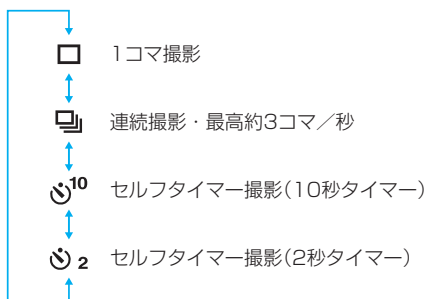 1コマ撮影
連続撮影・最高約3コマ／秒
10 セルフタイマー撮影（10秒タイマー）
2 セルフタイマー撮影（2秒タイマー）